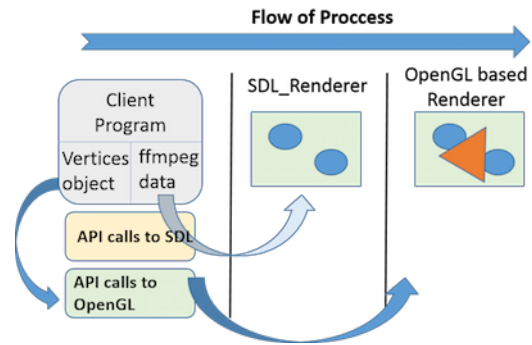 Flow of Proccess
Client
Program
Vertices
object
ffmpeg
data
API calls to SDL
API calls to
OpenGL
SDL_Renderer
OpenGL based
Renderer